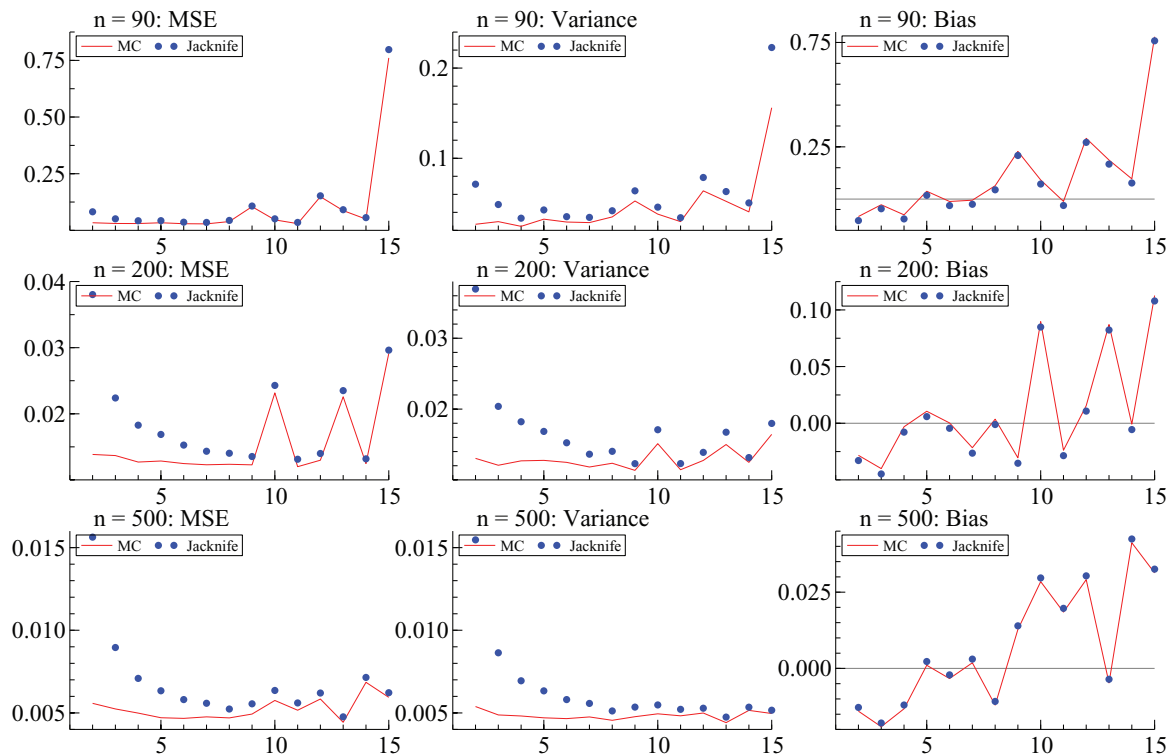 n = 90: MSE
MC Jacknife
0.75
0.50
0.25
5 10 15
n = 90: Variance
MC Jacknife
0.2
0.1
5 10 15
n = 90: Bias
MC Jacknife
0.75
0.25
5 10 15
n = 200: MSE
MC Jacknife
0.04
0.03
0.02
5 10 15
n = 200: Variance
MC Jacknife
0.02
5 10 15
n = 200: Bias
MC Jacknife
0.10
0.05
0.00
5 10 15
n = 500: MSE
MC Jacknife
0.015
0.010
0.005
5 10 15
n = 500: Variance
MC Jacknife
0.015
0.010
0.005
5 10 15
n = 500: Bias
MC Jacknife
0.025
0.000
5 10 15